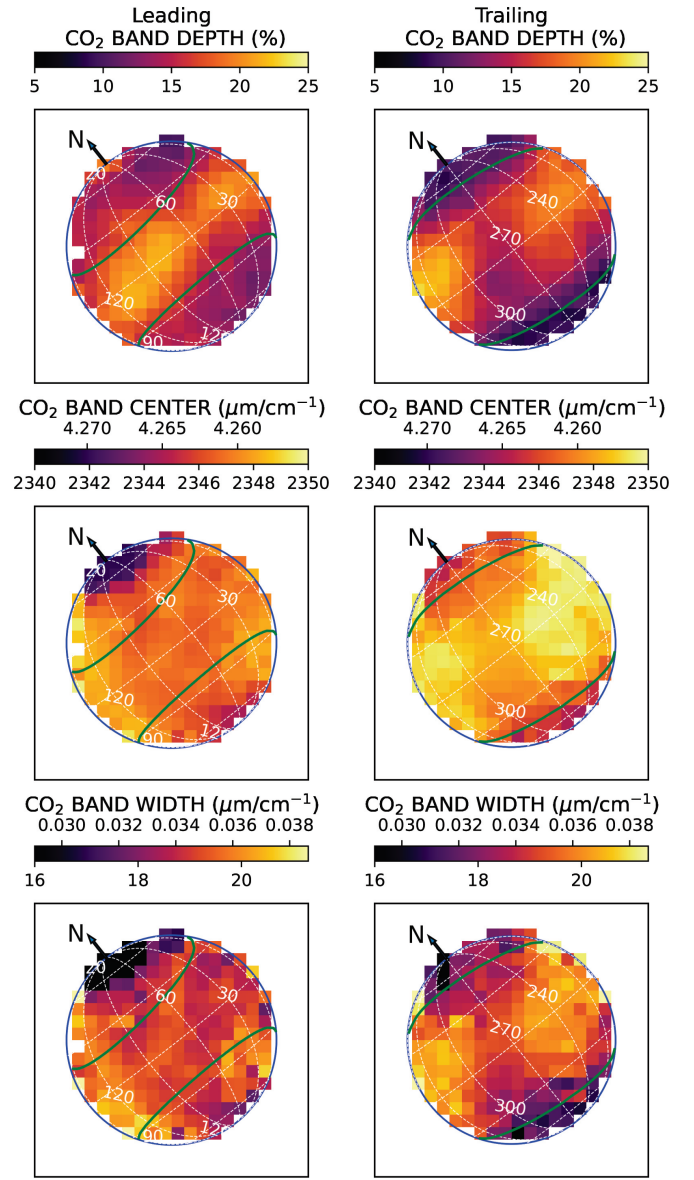 Leading
CO₂ BAND DEPTH (%)
5 10 15 20 25
N
20
60
30
120
90
12
Trailing
CO₂ BAND DEPTH (%)
5 10 15 20 25
N
240
270
300
CO₂ BAND CENTER (μm/cm⁻¹)
4.270 4.265 4.260
2340 2342 2344 2346 2348 2350
N
20
60
30
120
90
12
CO₂ BAND CENTER (μm/cm⁻¹)
4.270 4.265 4.260
2340 2342 2344 2346 2348 2350
N
240
270
300
CO₂ BAND WIDTH (μm/cm⁻¹)
0.030 0.032 0.034 0.036 0.038
16 18 20
N
20
60
30
120
90
12
CO₂ BAND WIDTH (μm/cm⁻¹)
0.030 0.032 0.034 0.036 0.038
16 18 20
N
240
270
300